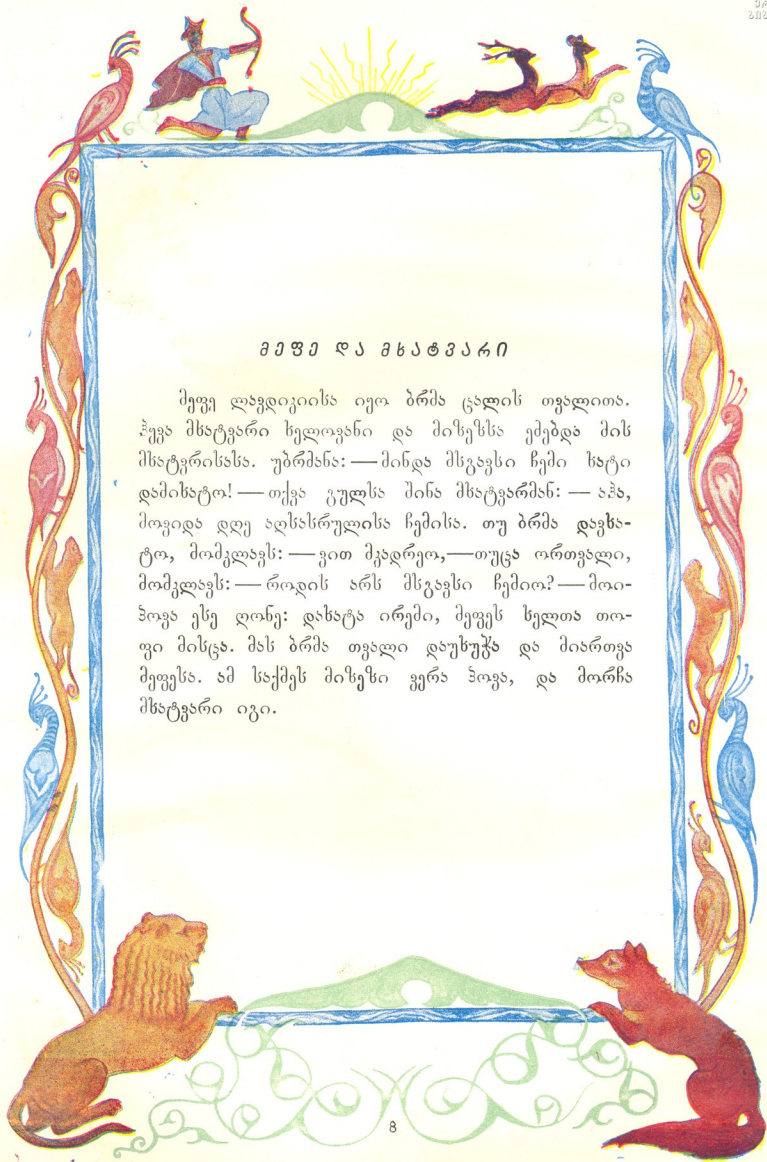 მეფე და მხატვარი
მეფე ლავდიკიისა იყო ბრმა ცალის თვალითა.
ჰყვა მხატვარი ხელოვანი და მიზეზსა ეძებდა მის
მხატვრისასა. უბრძანა: — მინდა მსგავსი ჩემი ხატი
დამიხატო! — თქვა გულსა შინა მხატვარმან: — აჰა,
მოვიდა დღე აღსასრულისა ჩემისა. თუ ბრმა დავხა-
ტო, მომკლავს: — ვით მკადრეო, — თუცა ორთვალი,
მომკლავს: — როდის არს მსგავსი ჩემიო? — მოი-
პოვა ესე ღონე: დახატა ირემი, მეფეს ხელთა თო-
ფი მისცა. მას ბრმა თვალი დაუხუჭა და მიართვა
მეფესა. ამ საქმეს მიზეზი ვერა პოვა, და მორჩა
მხატვარი იგი.
8